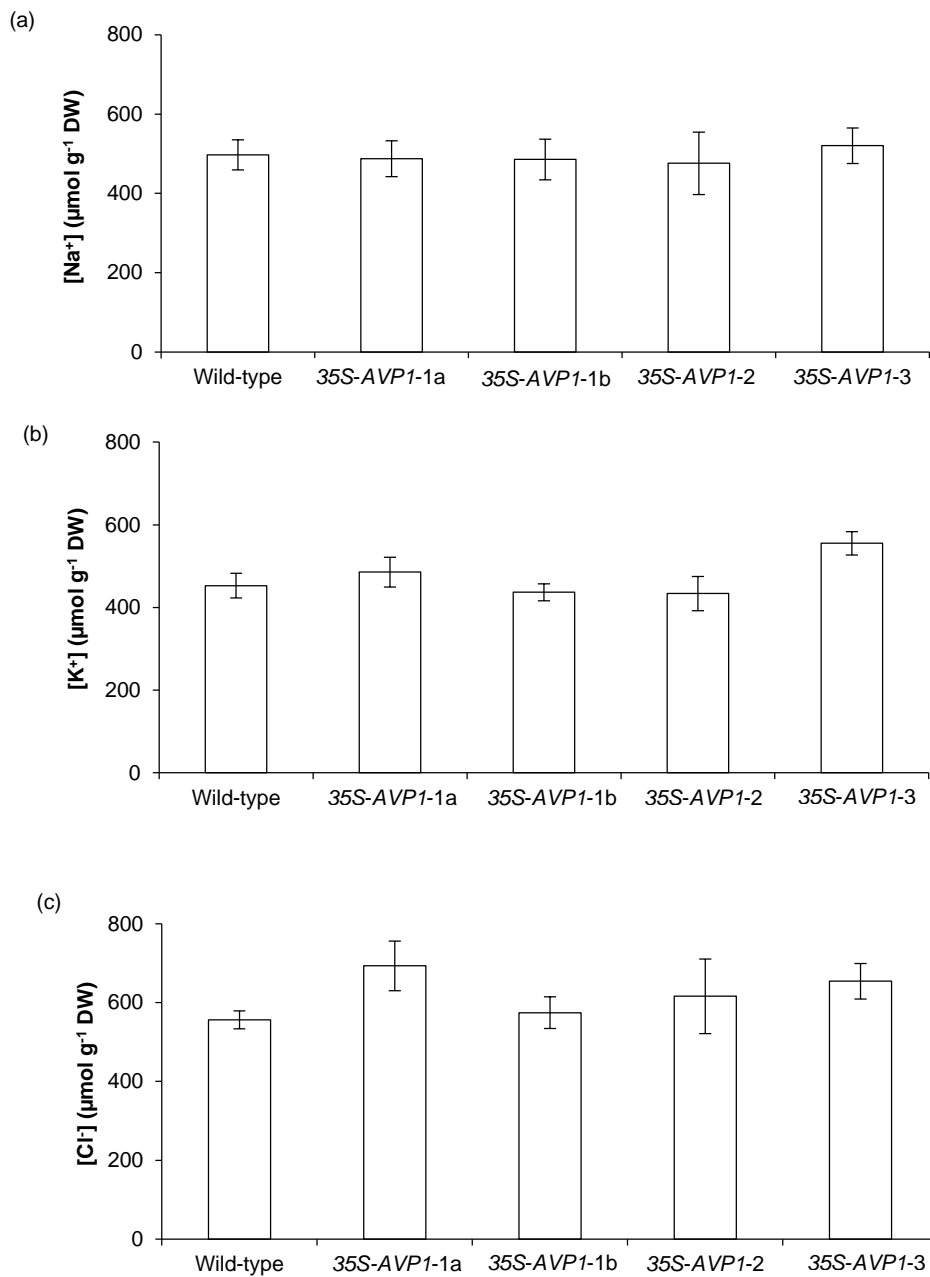 (a)
800
600
400
200
0
[Na⁺] (µmol g⁻¹ DW)
Wild-type 35S-AVP1-1a 35S-AVP1-1b 35S-AVP1-2 35S-AVP1-3
(b)
800
600
400
200
0
[K⁺] (µmol g⁻¹ DW)
Wild-type 35S-AVP1-1a 35S-AVP1-1b 35S-AVP1-2 35S-AVP1-3
(c)
800
600
400
200
0
[Cl⁻] (µmol g⁻¹ DW)
Wild-type 35S-AVP1-1a 35S-AVP1-1b 35S-AVP1-2 35S-AVP1-3